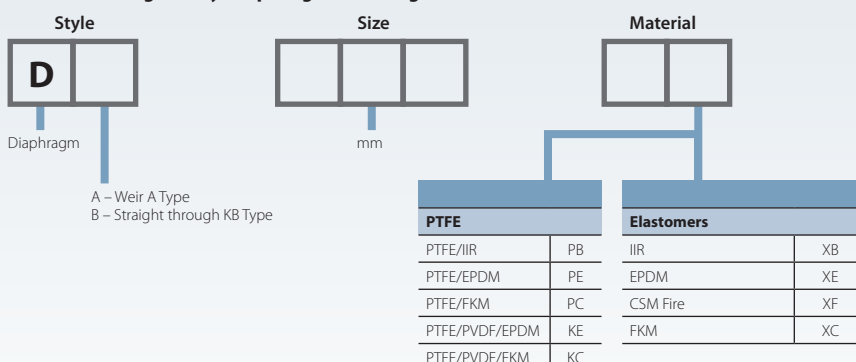 Style Size Material
D
Diaphragm
mm
A – Weir A Type
B – Straight through KB Type
PTFE
PTFE/IIR PB
PTFE/EPDM PE
PTFE/FKM PC
PTFE/PVDF/EPDM KE
PTFE/PVDF/FKM KC
Elastomers
IIR XB
EPDM XE
CSM Fire XF
FKM XC